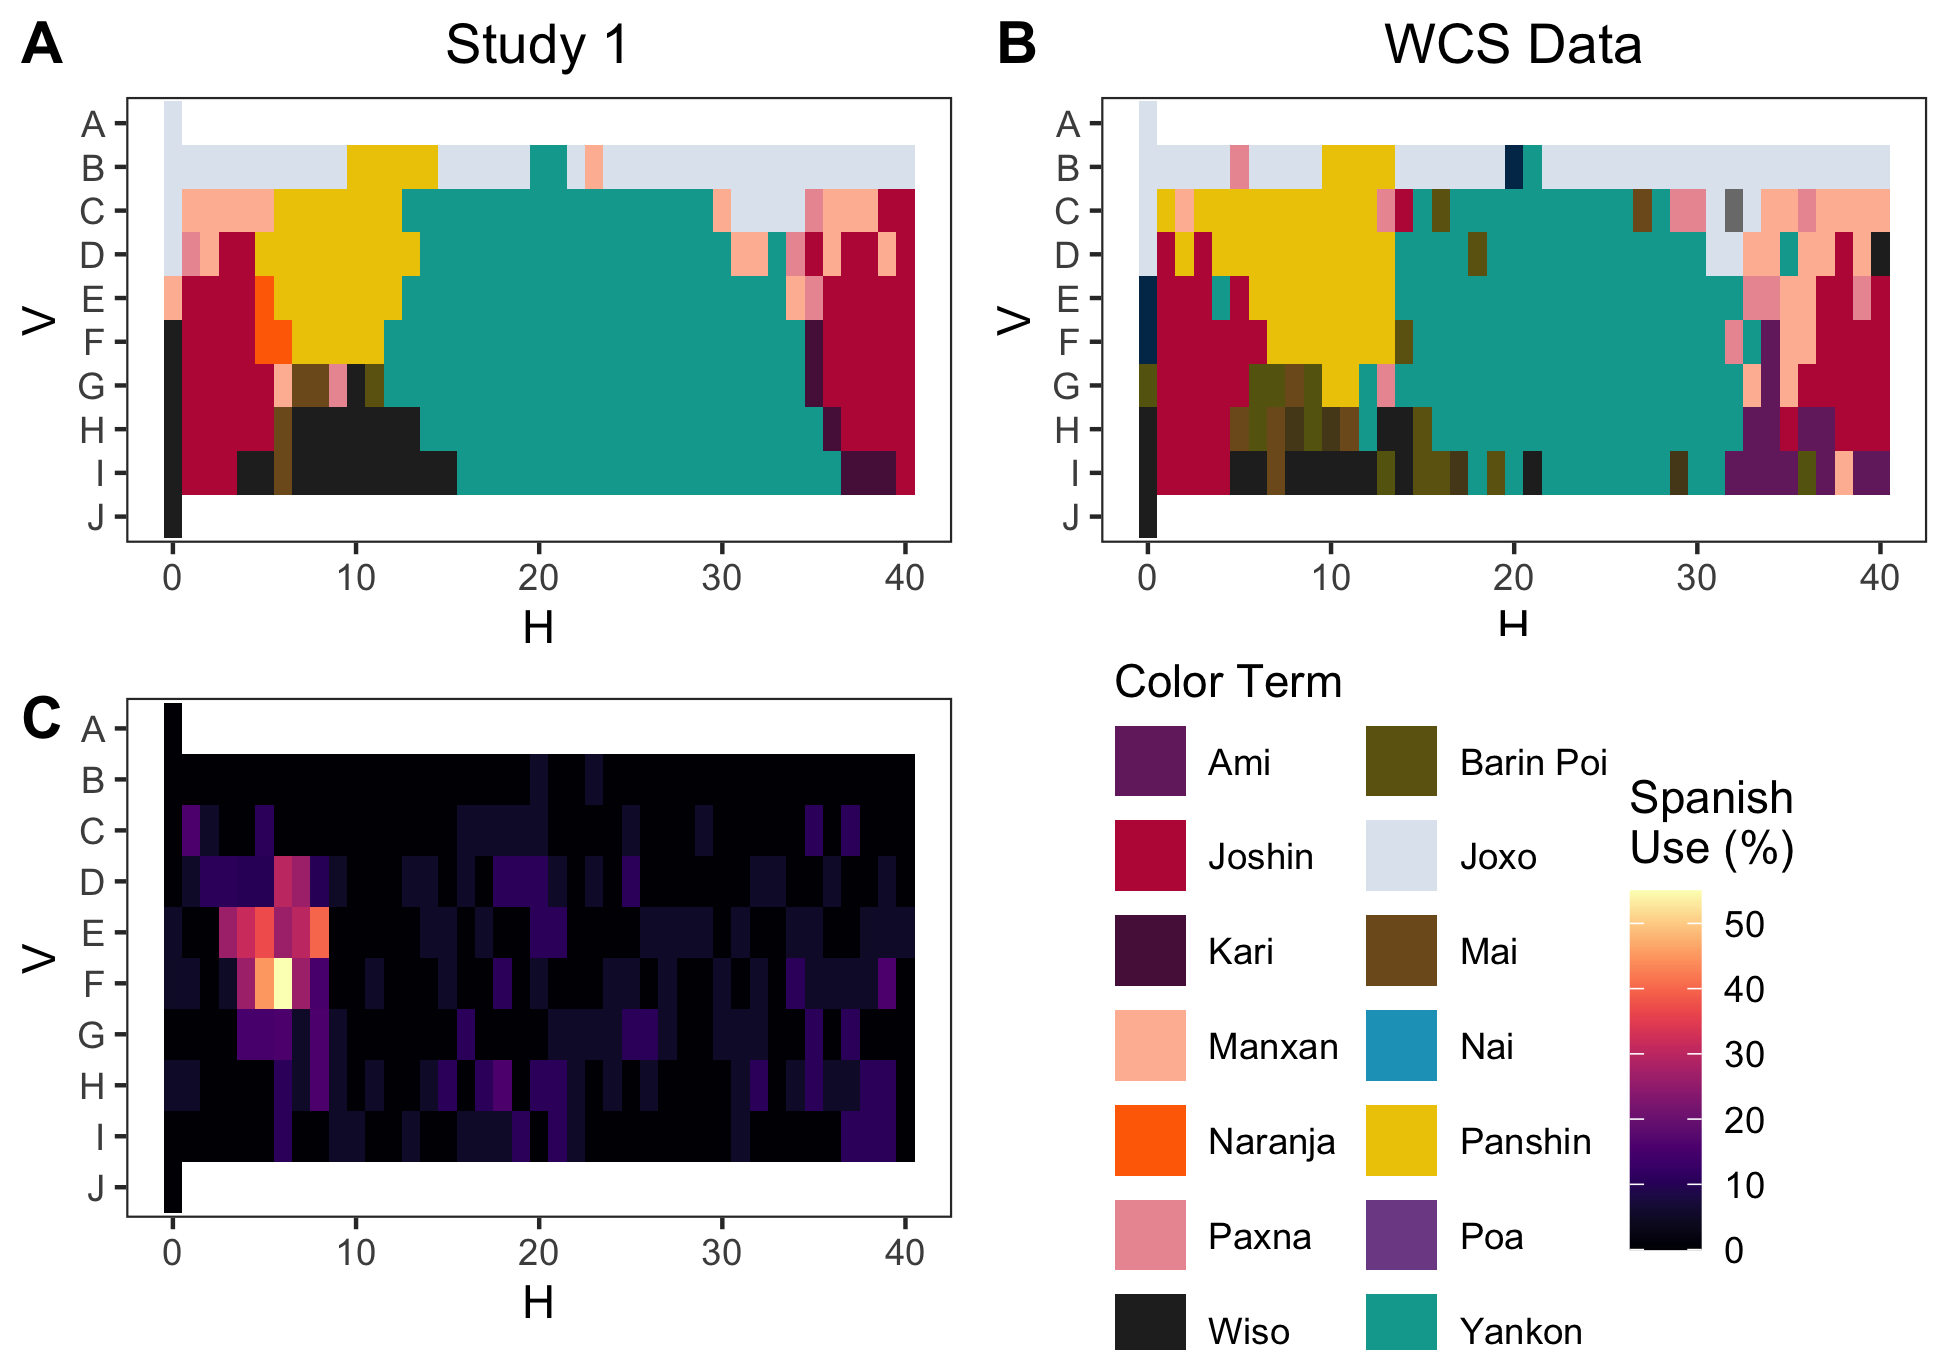 A
Study 1
A
B
C
D
E
F
G
H
I
J
V
0 10 20 30 40
H
B
WCS Data
A
B
C
D
E
F
G
H
I
J
V
0 10 20 30 40
H
C
A
B
C
D
E
F
G
H
I
J
V
0 10 20 30 40
H
Color Term
Ami Barin Poi
Joshin Joxo
Kari Mai
Manxan Nai
Naranja Panshin
Paxna Poa
Wiso Yankon
Spanish
Use (%)
50
40
30
20
10
0